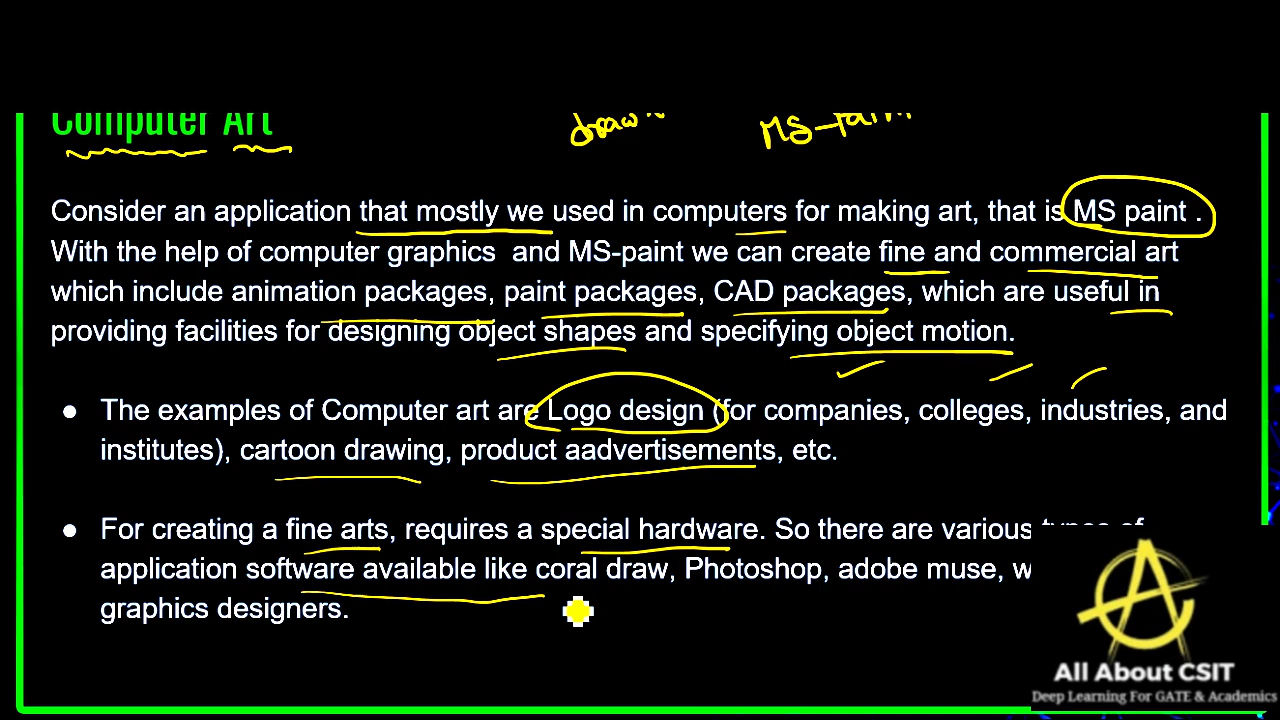 Computer Art
draw
MS-Paint
Consider an application that mostly we used in computers for making art, that is MS paint .
With the help of computer graphics and MS-paint we can create fine and commercial art
which include animation packages, paint packages, CAD packages, which are useful in
providing facilities for designing object shapes and specifying object motion.
● The examples of Computer art are Logo design (for companies, colleges, industries, and
institutes), cartoon drawing, product aadvertisements, etc.
● For creating a fine arts, requires a special hardware. So there are various types of
application software available like coral draw, Photoshop, adobe muse,
graphics designers.
All About CSIT
Deep Learning For GATE & Academics